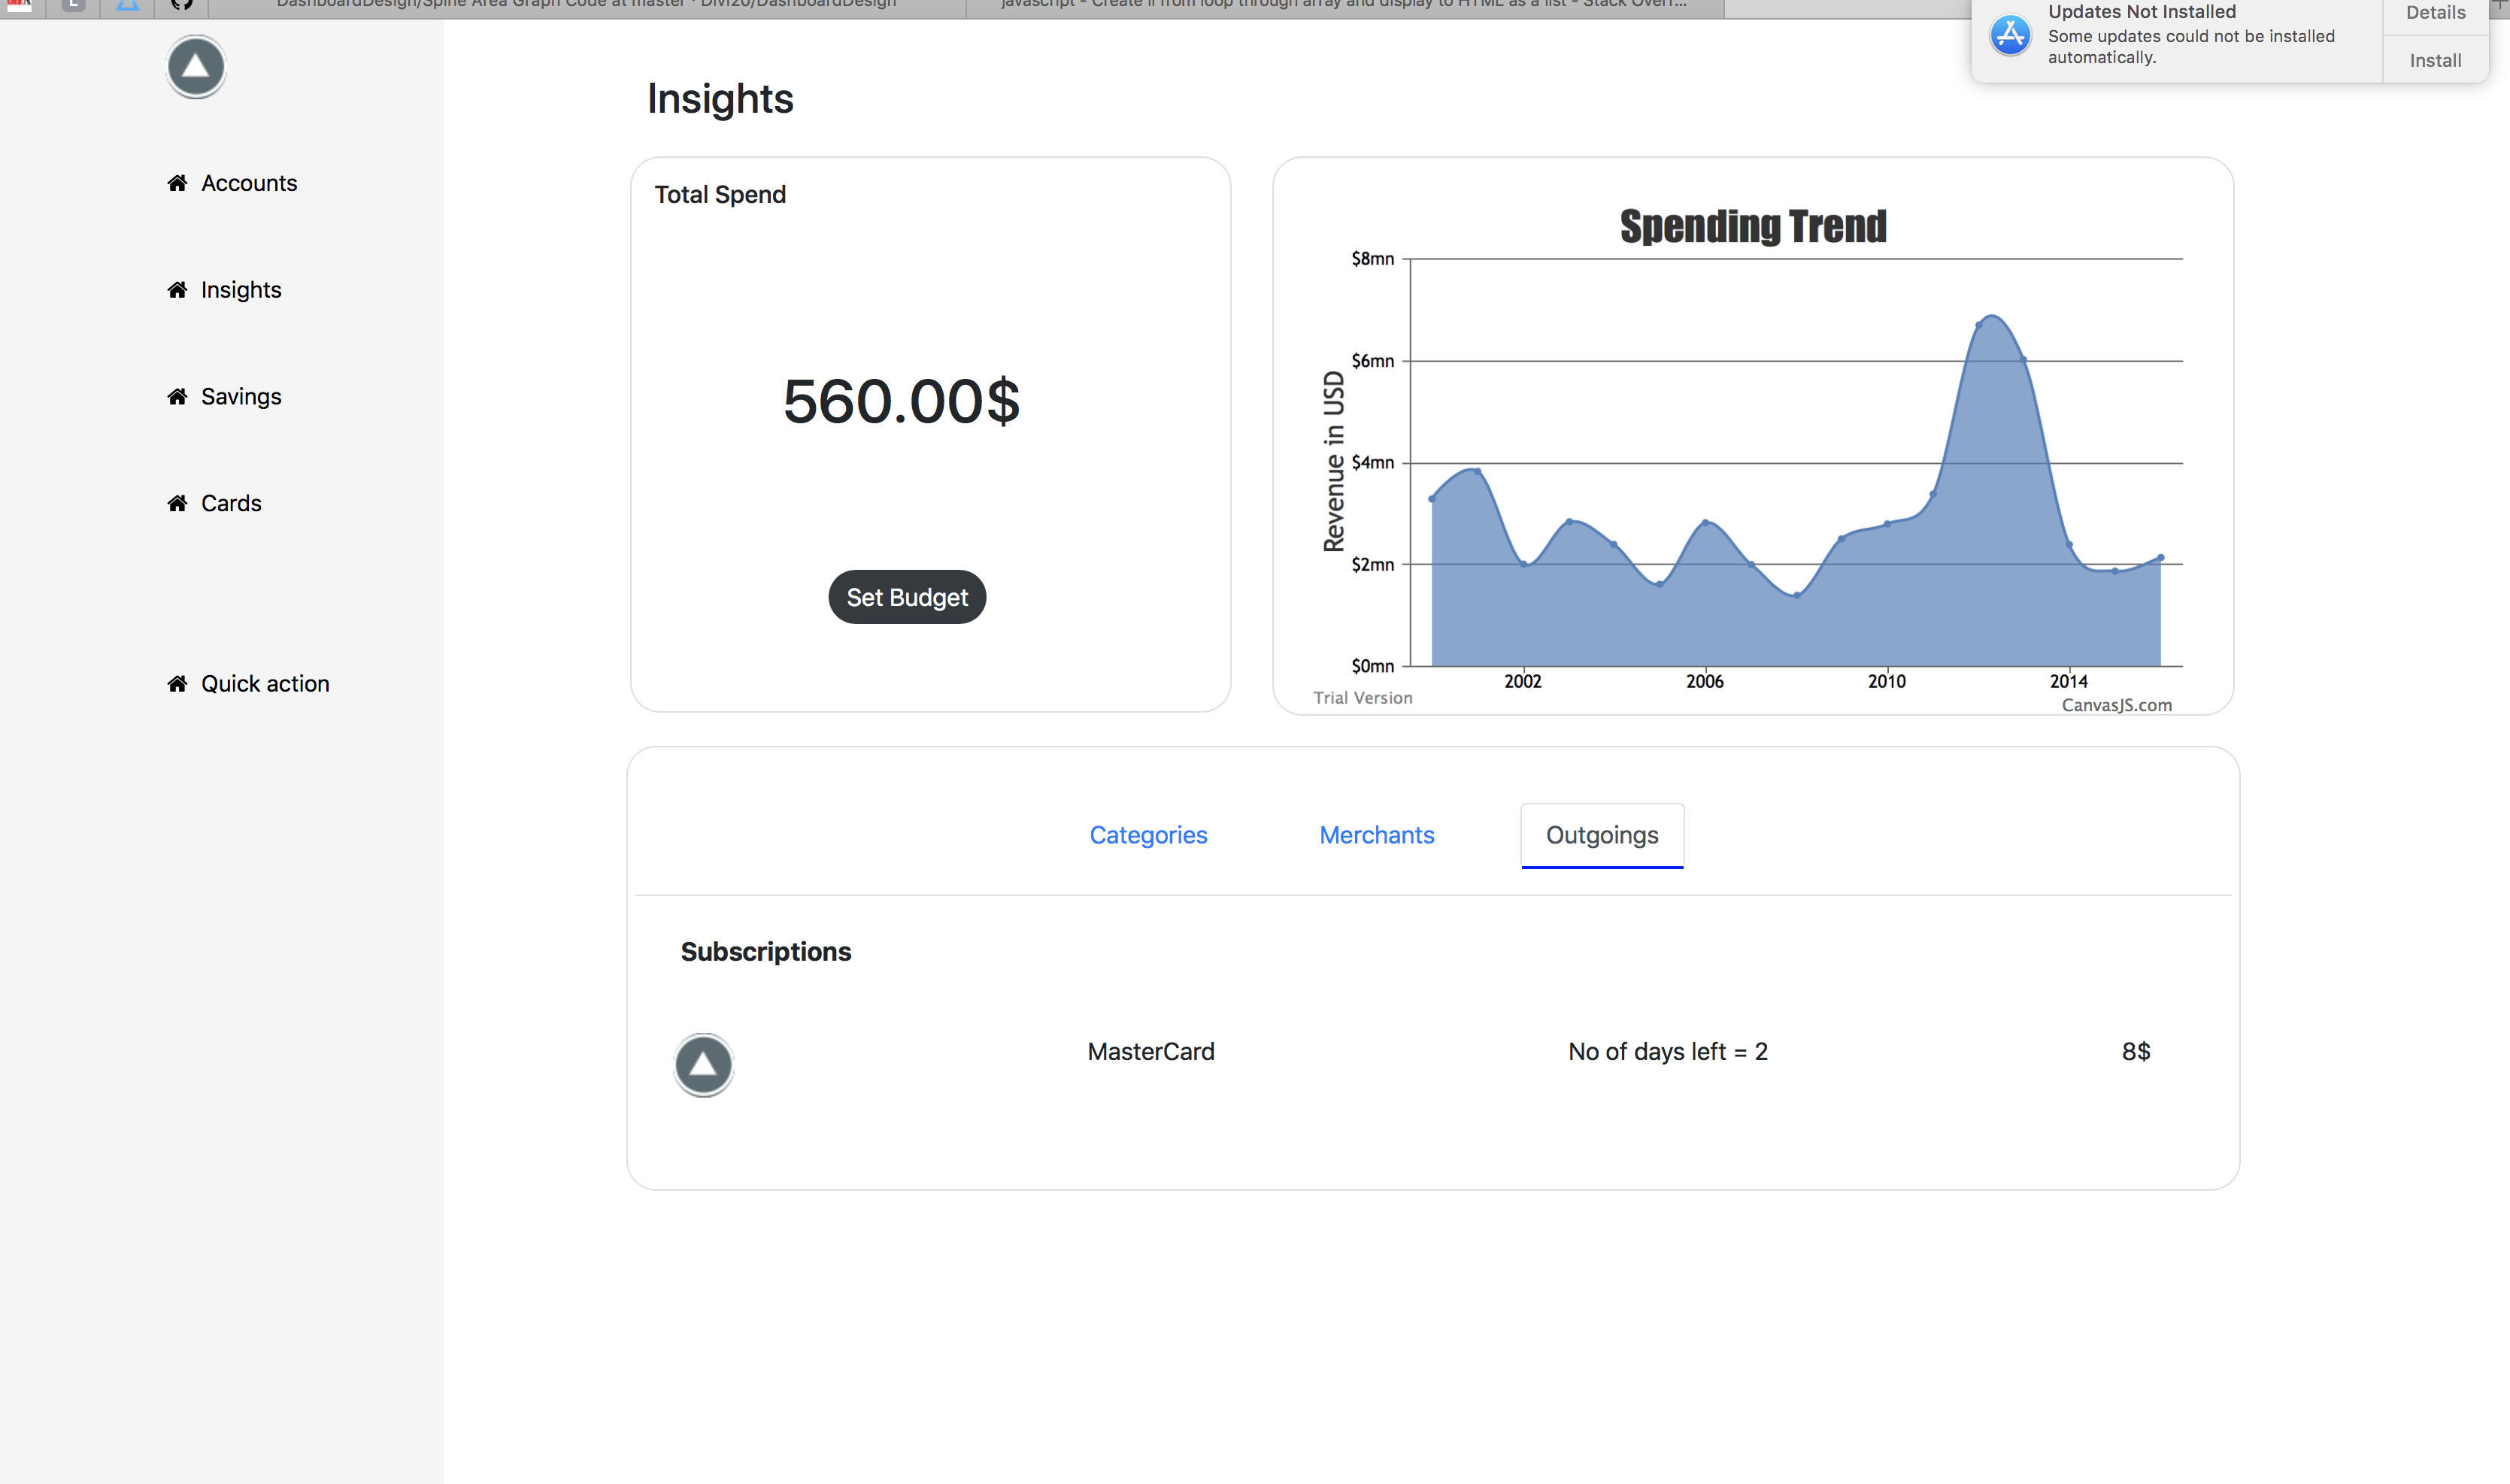 DashboardDesign/Spline Area Graph Code at master · Divi20/DashboardDesign
javascript - Create li from loop through array and display to HTML as a list - Stack Overf...
Updates Not Installed
Some updates could not be installed
automatically.
Details
Install
Accounts
Insights
Savings
Cards
Quick action
Insights
Total Spend
560.00$
Set Budget
Spending Trend
Revenue in USD
$8mn
$6mn
$4mn
$2mn
$0mn
2002
2006
2010
2014
Trial Version
CanvasJS.com
Categories
Merchants
Outgoings
Subscriptions
MasterCard
No of days left = 2
8$